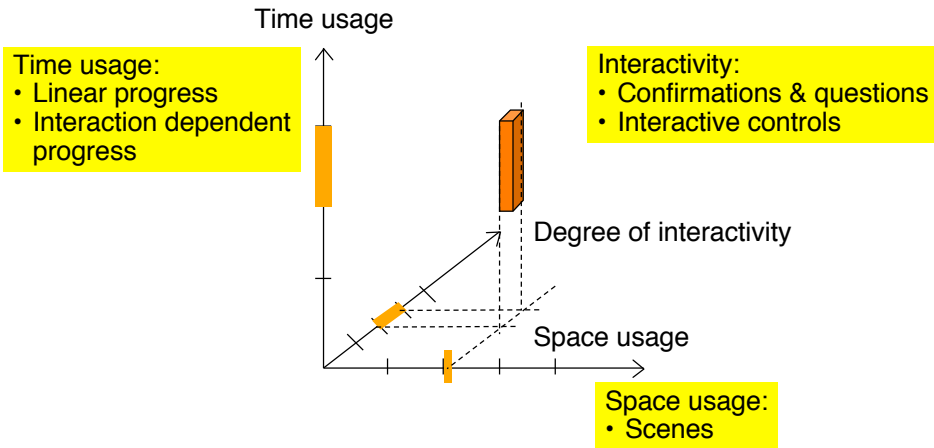 Time usage
Time usage:
• Linear progress
• Interaction dependent
progress
Interactivity:
• Confirmations & questions
• Interactive controls
Degree of interactivity
Space usage
Space usage:
• Scenes